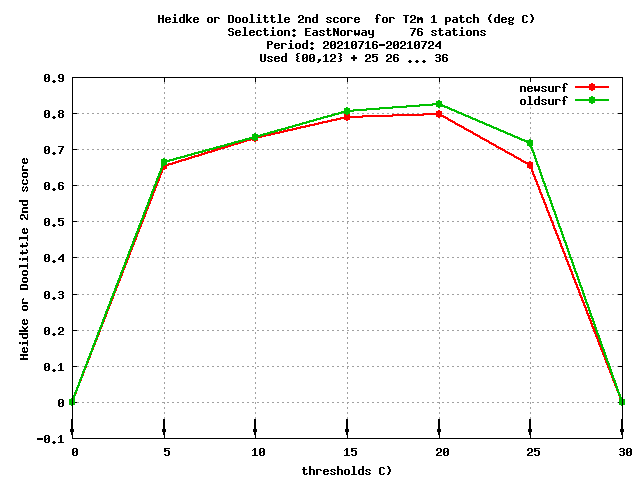 Heidke or Doolittle 2nd score  for T2m 1 patch (deg C)
Selection: EastNorway     76 stations
Period: 20210716-20210724
Used {00,12} + 25 26 ... 36
newsurf
oldsurf
Heidke or Doolittle 2nd score
0.9
0.8
0.7
0.6
0.5
0.4
0.3
0.2
0.1
0
-0.1
0 5 10 15 20 25 30
thresholds C)